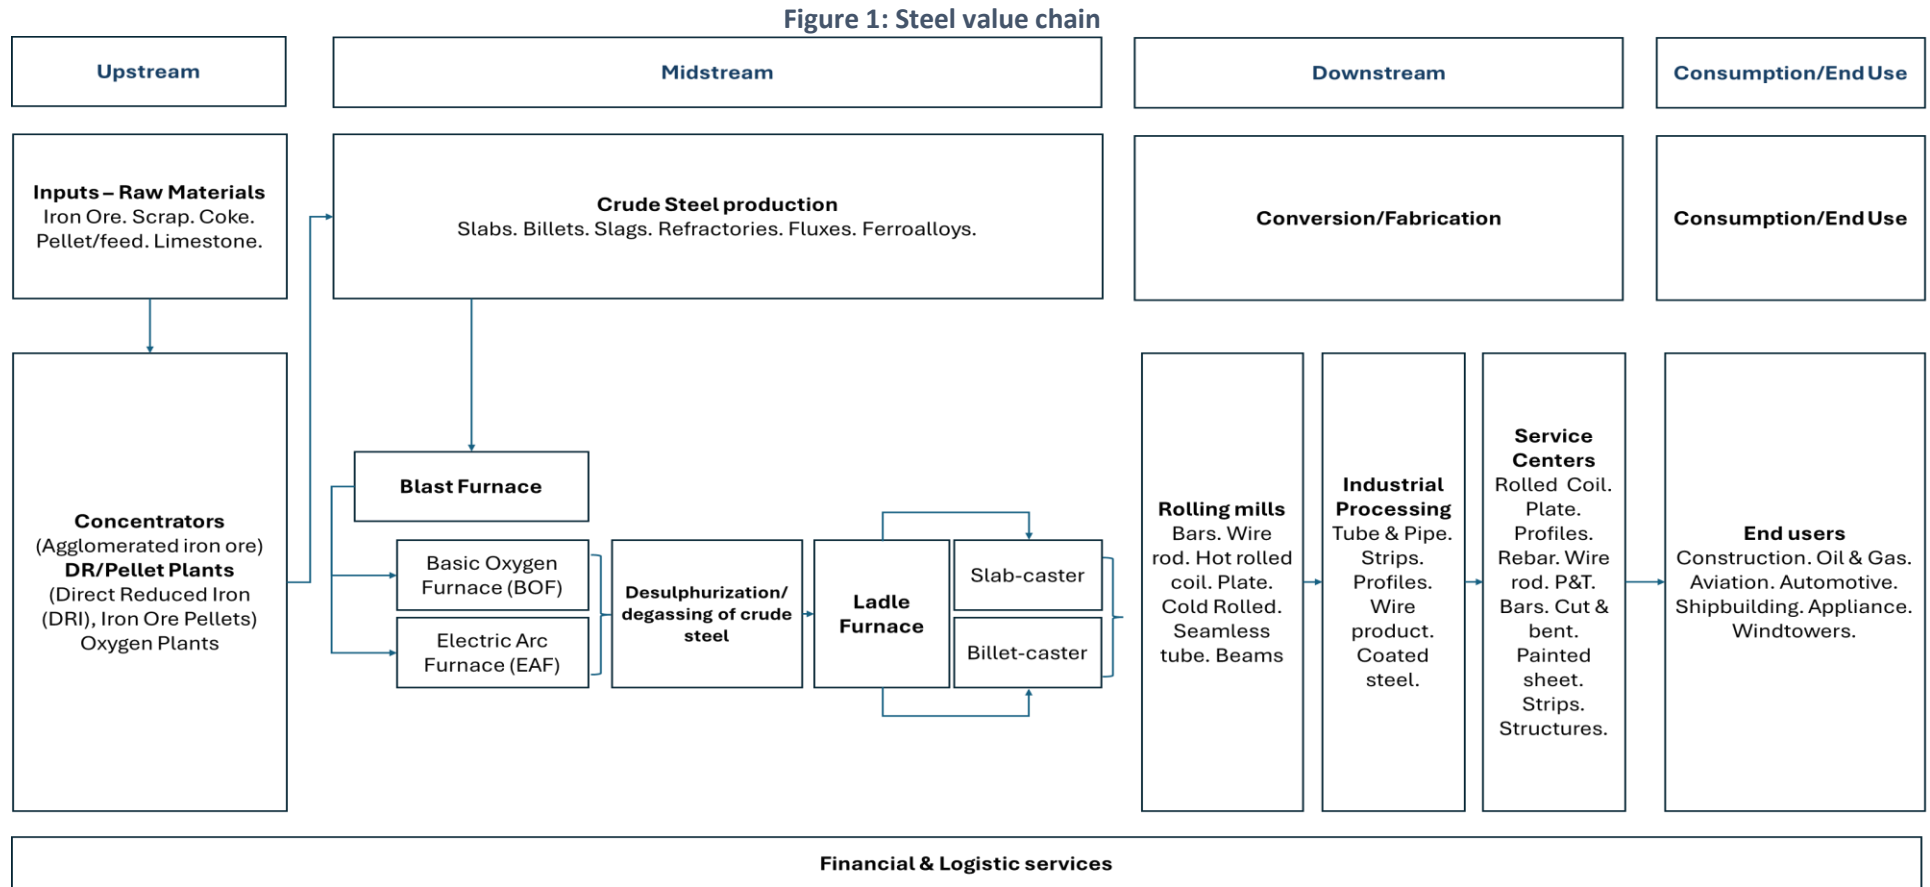 Figure 1: Steel value chain
Upstream
Midstream
Downstream
Consumption/End Use
Inputs – Raw Materials
Iron Ore. Scrap. Coke.
Pellet/feed. Limestone.
Crude Steel production
Slabs. Billets. Slags. Refractories. Fluxes. Ferroalloys.
Conversion/Fabrication
Consumption/End Use
Concentrators
(Agglomerated iron ore)
DR/Pellet Plants
(Direct Reduced Iron
(DRI), Iron Ore Pellets)
Oxygen Plants
Blast Furnace
Basic Oxygen
Furnace (BOF)
Electric Arc
Furnace (EAF)
Desulphurization/
degassing of crude
steel
Ladle
Furnace
Slab-caster
Billet-caster
Rolling mills
Bars. Wire
rod. Hot rolled
coil. Plate.
Cold Rolled.
Seamless
tube. Beams
Industrial
Processing
Tube & Pipe.
Strips.
Profiles.
Wire
product.
Coated
steel.
Service
Centers
Rolled Coil.
Plate.
Profiles.
Rebar. Wire
rod. P&T.
Bars. Cut &
bent.
Painted
sheet.
Strips.
Structures.
End users
Construction. Oil & Gas.
Aviation. Automotive.
Shipbuilding. Appliance.
Windtowers.
Financial & Logistic services